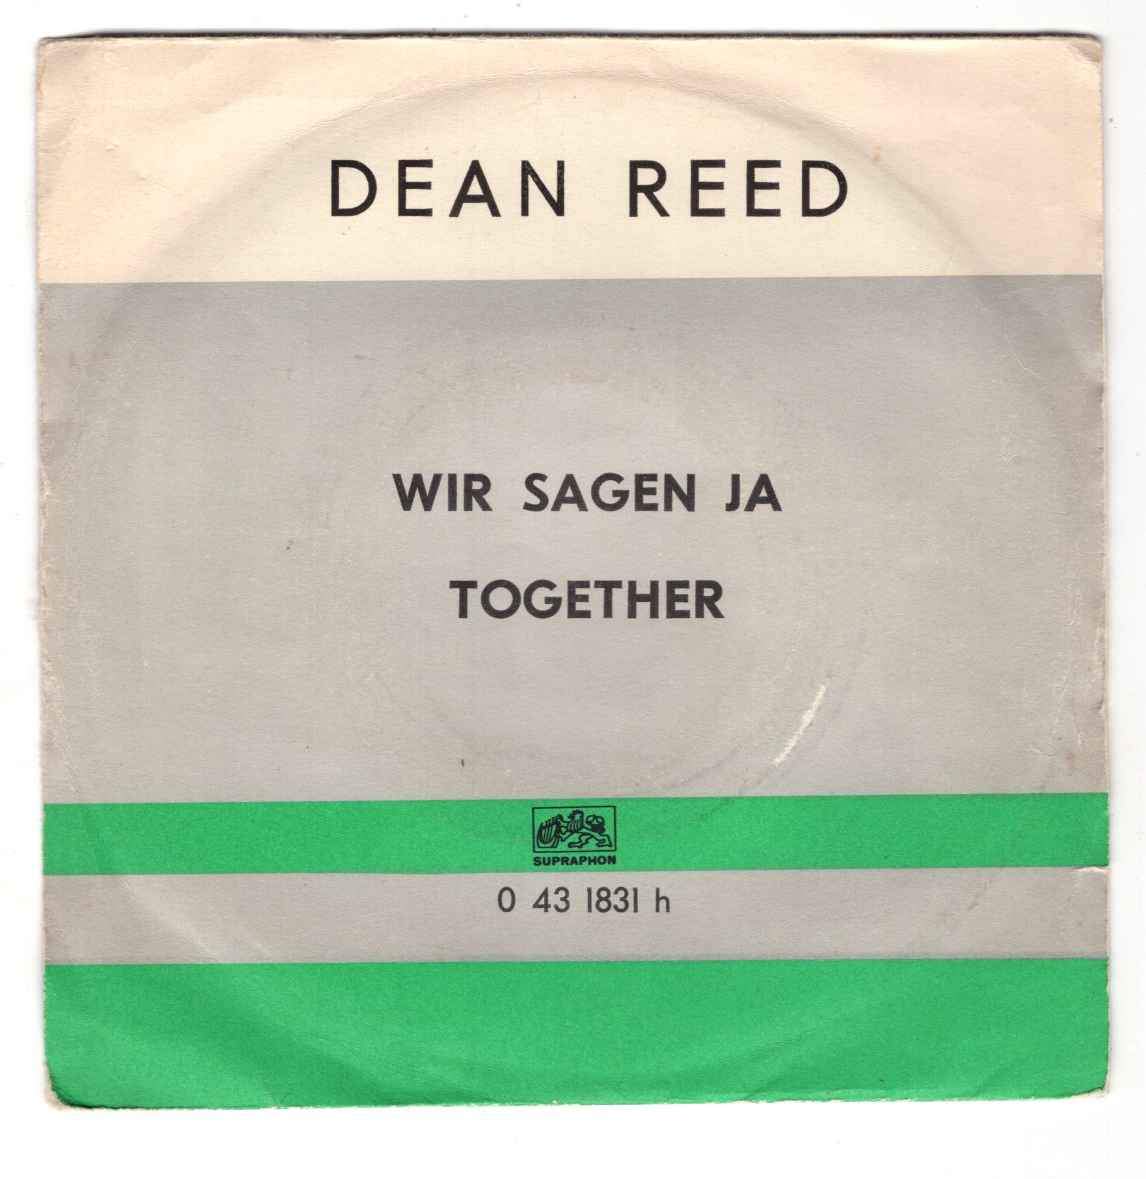 DEAN REED
WIR SAGEN JA
TOGETHER
SUPRAPHON
0 43 1831 h